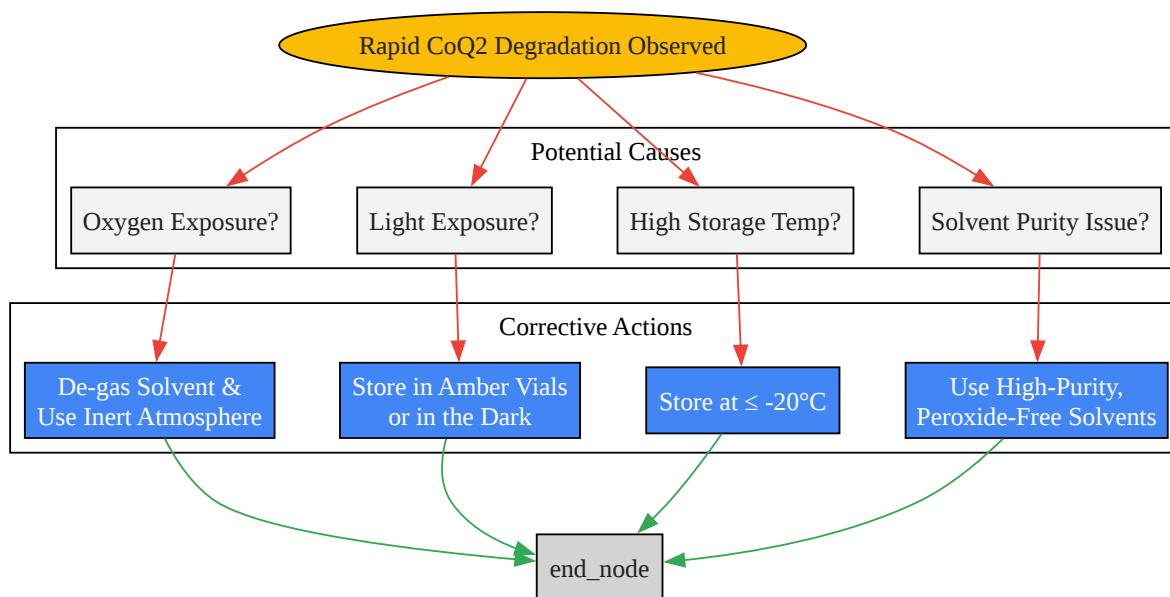 Rapid CoQ2 Degradation Observed
Potential Causes
Oxygen Exposure?
Light Exposure?
High Storage Temp?
Solvent Purity Issue?
Corrective Actions
De-gas Solvent &
Use Inert Atmosphere
Store in Amber Vials
or in the Dark
Store at ≤ -20°C
Use High-Purity,
Peroxide-Free Solvents
end_node